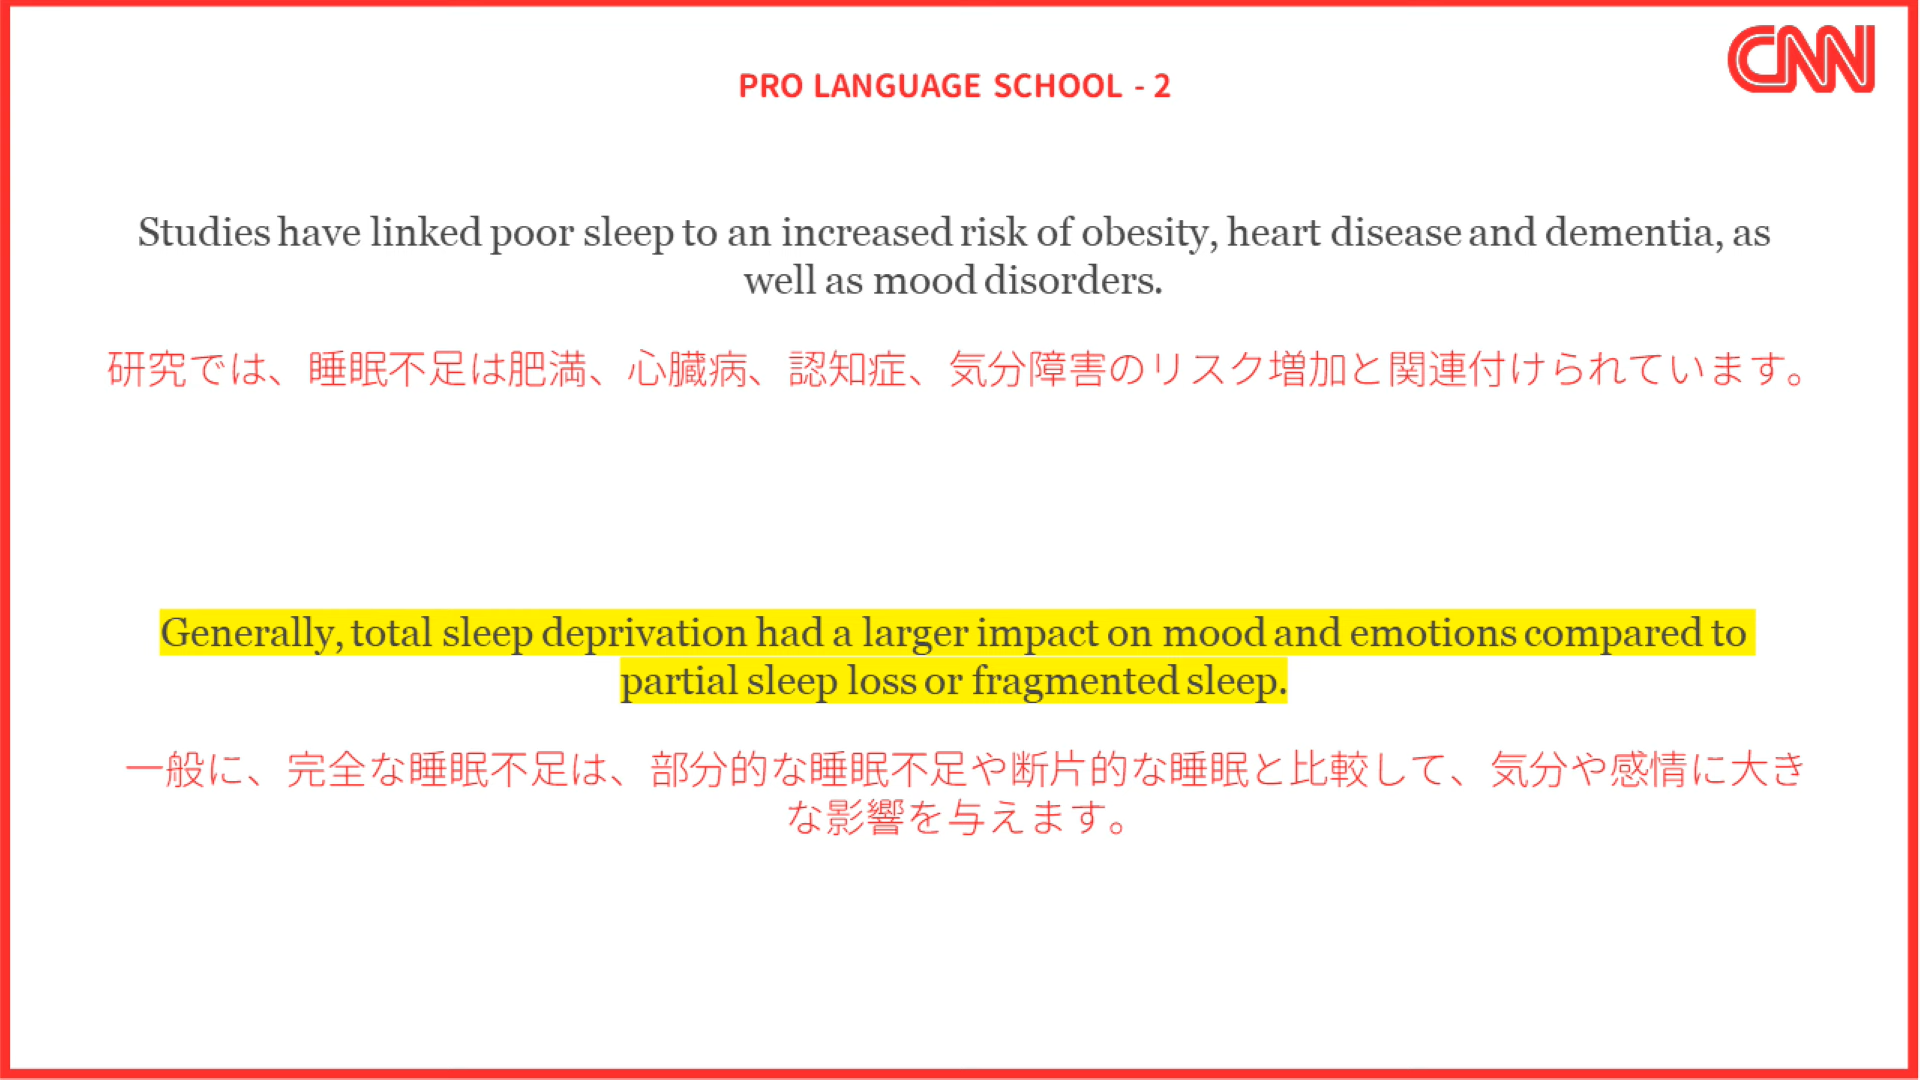 CNN
PRO LANGUAGE SCHOOL - 2
Studies have linked poor sleep to an increased risk of obesity, heart disease and dementia, as
well as mood disorders.
研究では、睡眠不足は肥満、心臓病、認知症、気分障害のリスク増加と関連付けられています。
Generally, total sleep deprivation had a larger impact on mood and emotions compared to
partial sleep loss or fragmented sleep.
一般に、完全な睡眠不足は、部分的な睡眠不足や断片的な睡眠と比較して、気分や感情に大き
な影響を与えます。